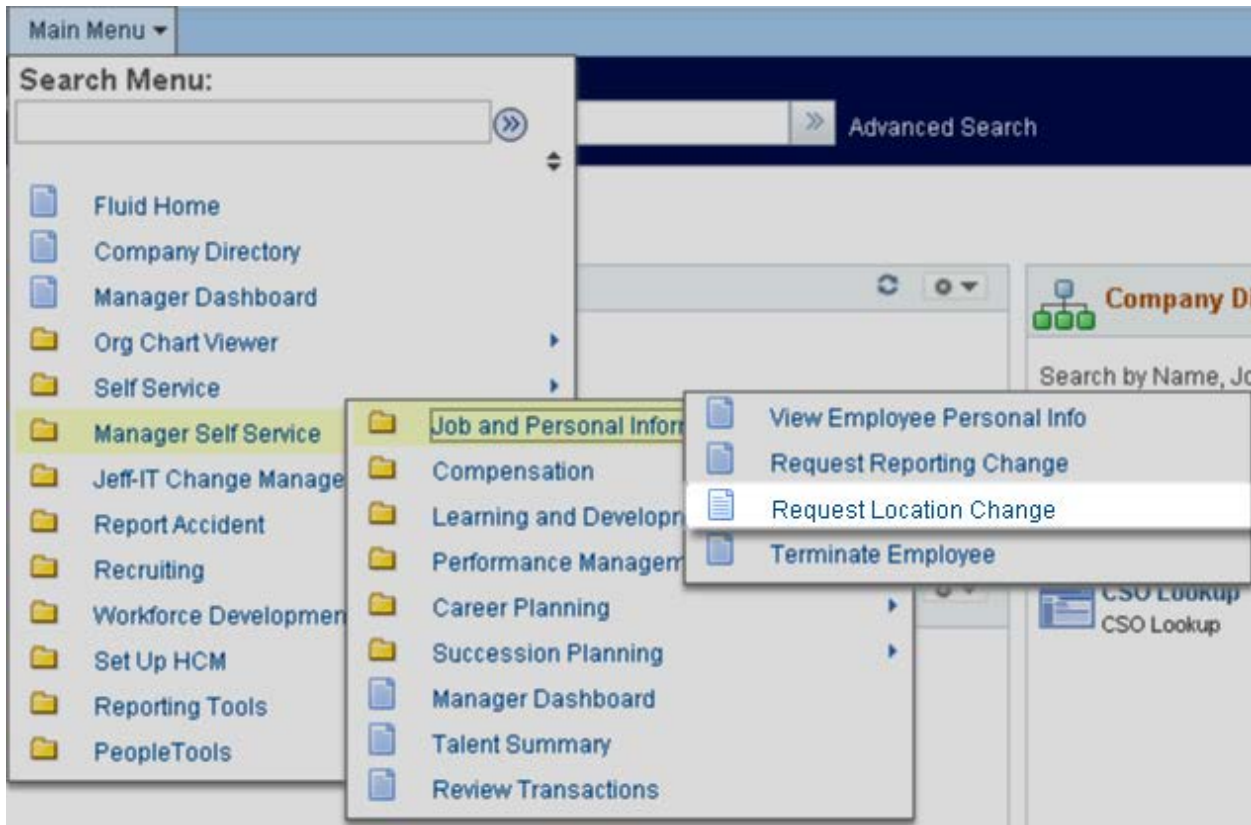 Main Menu
Search Menu:
Advanced Search
Fluid Home
Company Directory
Manager Dashboard
Org Chart Viewer
Self Service
Manager Self Service
Jeff-IT Change Manage
Report Accident
Recruiting
Workforce Developmen
Set Up HCM
Reporting Tools
PeopleTools
Job and Personal Inforr
Compensation
Learning and Developr
Performance Managem
Career Planning
Succession Planning
Manager Dashboard
Talent Summary
Review Transactions
View Employee Personal Info
Request Reporting Change
Request Location Change
Terminate Employee
Company Di
Search by Name, Jo
CSO Lookup
CSO Lookup